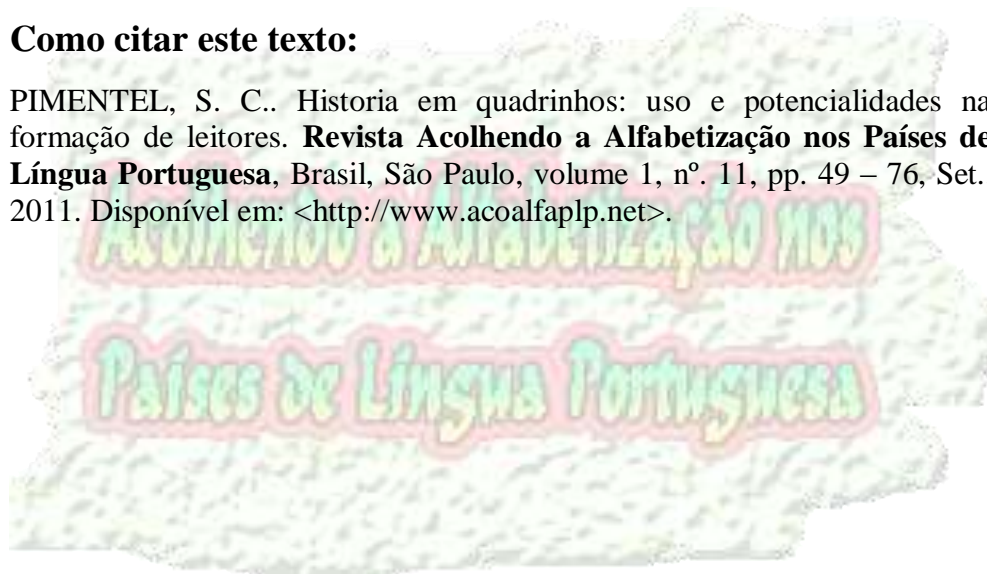 Como citar este texto:
PIMENTEL, S. C.. Historia em quadrinhos: uso e potencialidades na
formação de leitores. Revista Acolhendo a Alfabetização nos Países de
Língua Portuguesa, Brasil, São Paulo, volume 1, nº. 11, pp. 49 – 76, Set.
2011. Disponível em: <http://www.acoalfaplp.net>.
Acolhendo a Alfabetização nos
Países de Língua Portuguesa